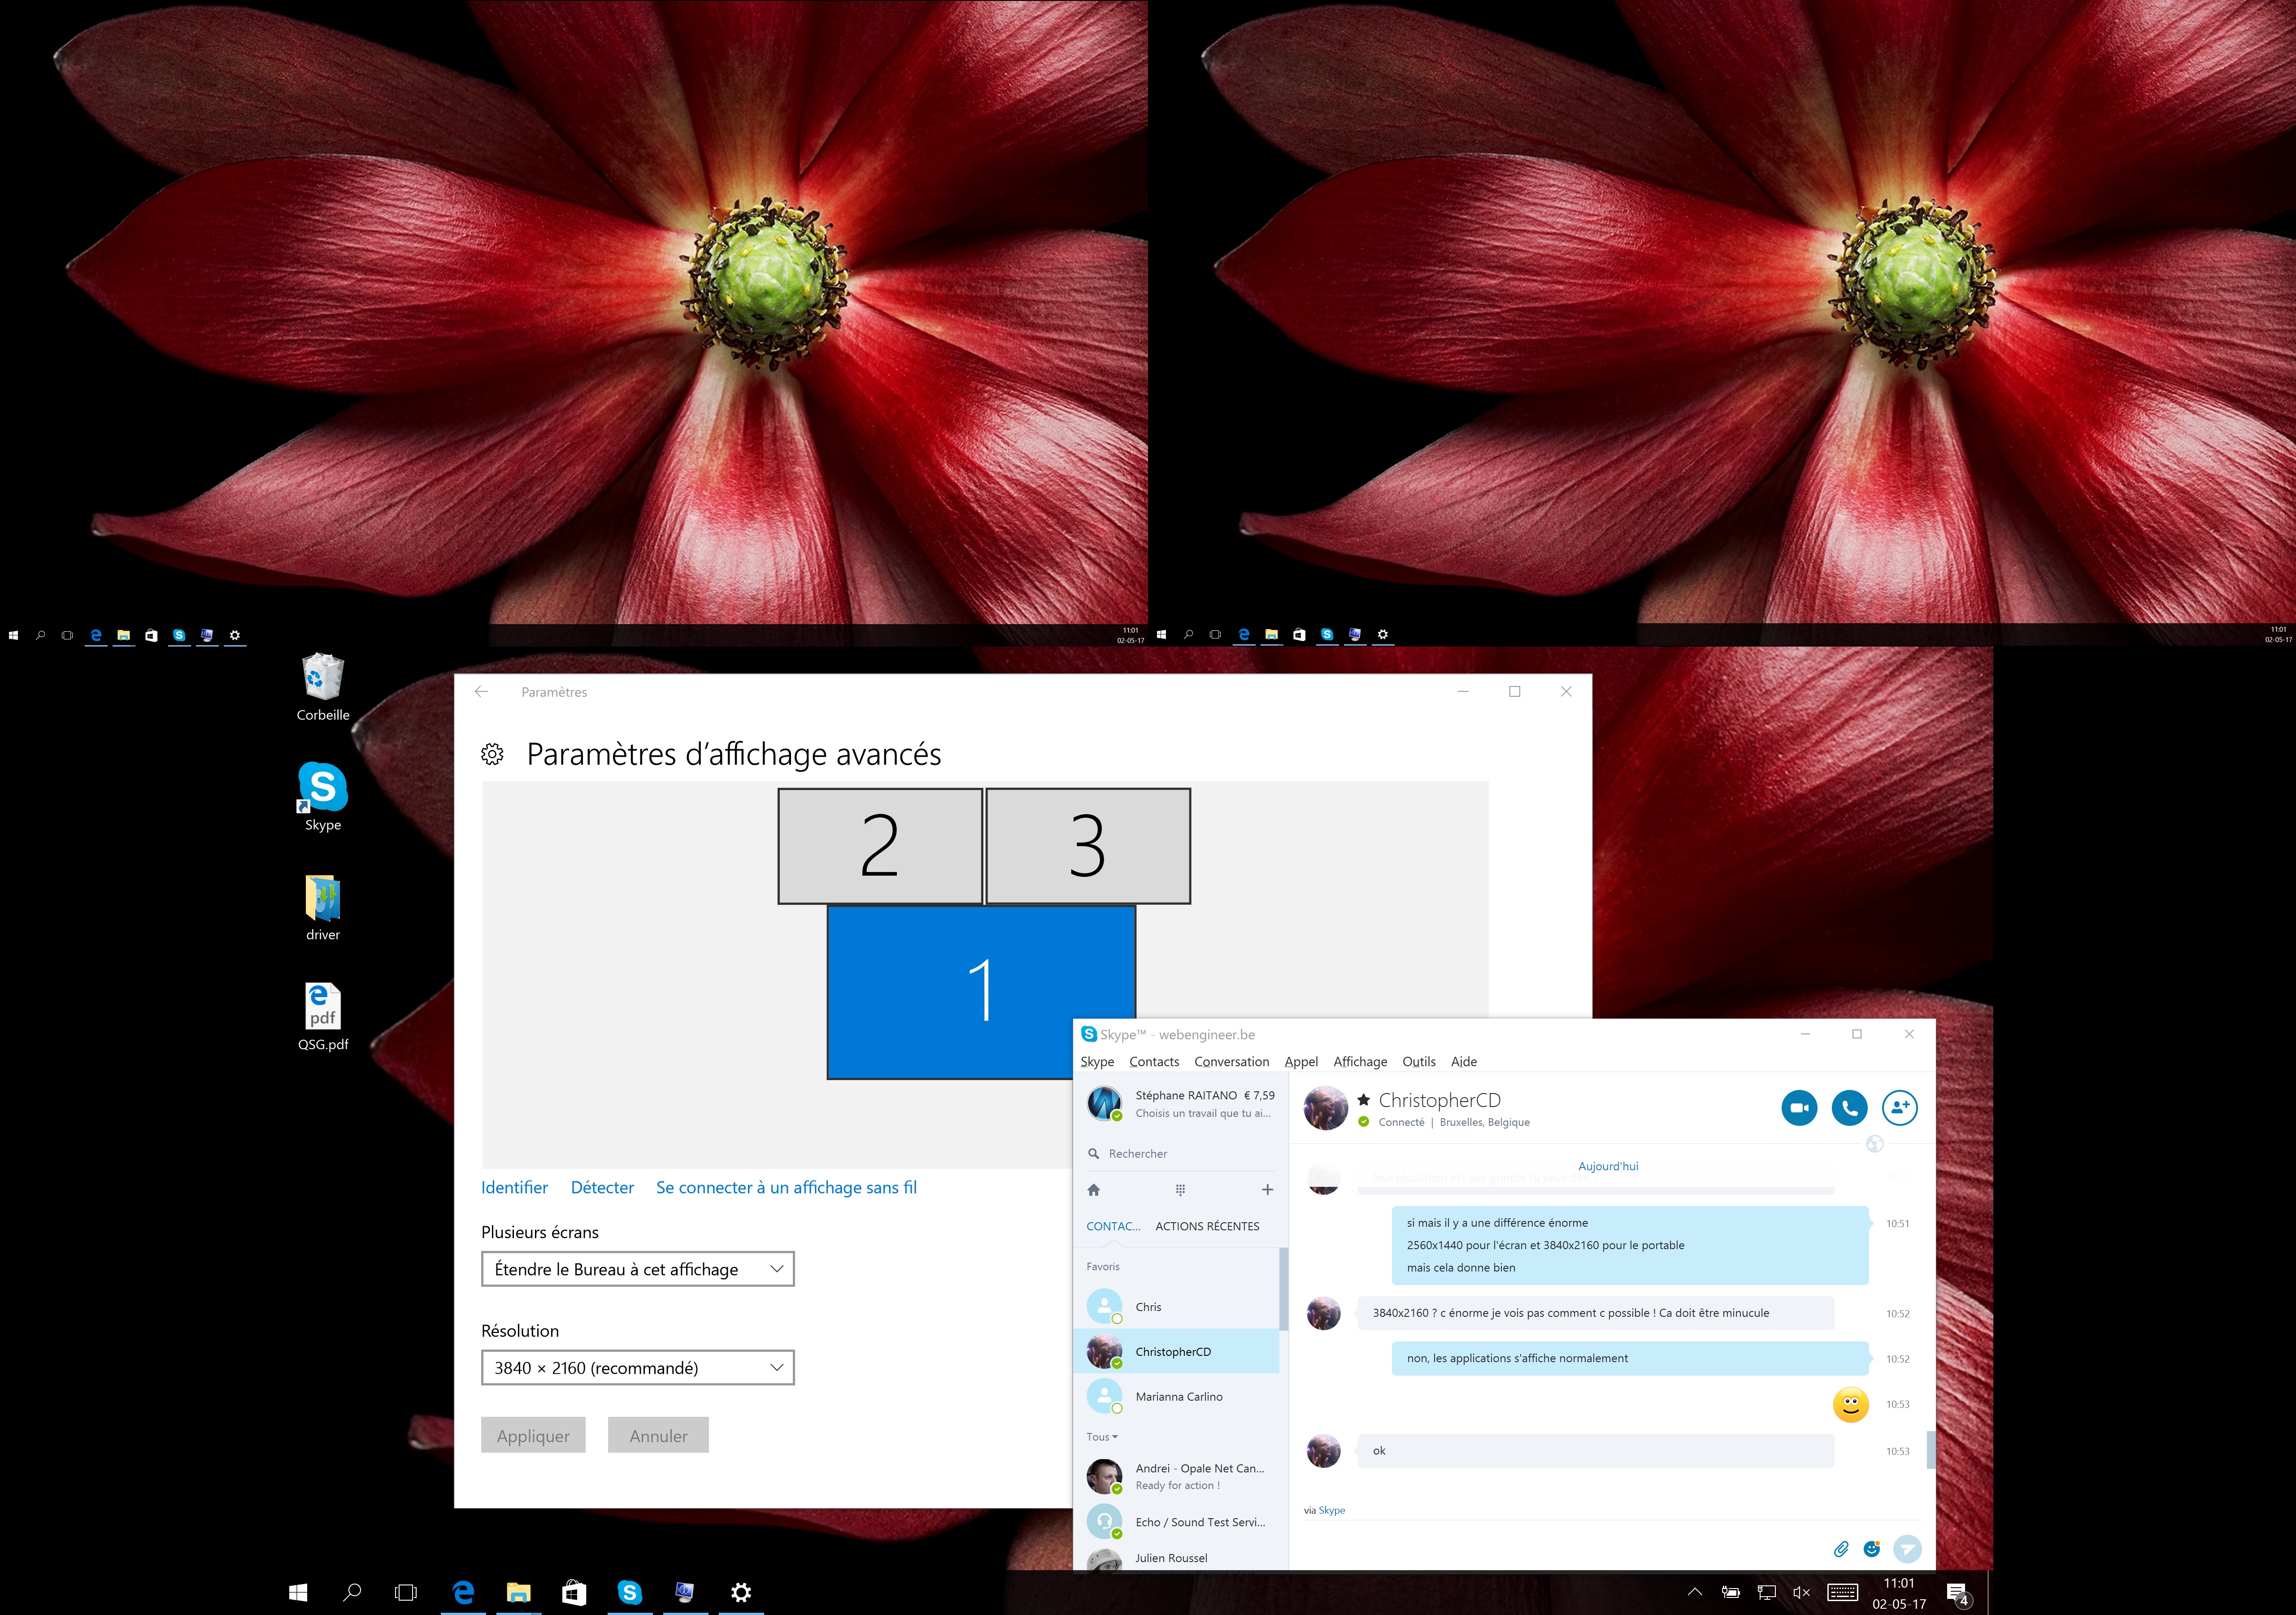 11:01
02-05-17
11:01
02-05-17
Corbeille
Skype
driver
pdf
QSG.pdf
Paramètres
Paramètres d'affichage avancés
2
3
1
Identifier Détecter Se connecter à un affichage sans fil
Plusieurs écrans
Étendre le Bureau à cet affichage
Résolution
3840 × 2160 (recommandé)
Appliquer Annuler
Skype™ - webengineer.be
Skype Contacts Conversation Appel Affichage Outils Aide
Stéphane RAITANO € 7,59
Choisis un travail que tu ai...
Rechercher
CONTAC... ACTIONS RÉCENTES
Favoris
Chris
ChristopherCD
Marianna Carlino
Tous
Andrei - Opale Net Can...
Ready for action !
Echo / Sound Test Servi...
Julien Roussel
ChristopherCD
Connecté | Bruxelles, Belgique
Aujourd'hui
si mais il y a une différence énorme 10:51
2560x1440 pour l'écran et 3840x2160 pour le portable
mais cela donne bien
3840x2160 ? c énorme je vois pas comment c possible ! Ca doit être minucule 10:52
non, les applications s'affiche normalement 10:52
10:53
ok 10:53
via Skype
11:01
02-05-17
4